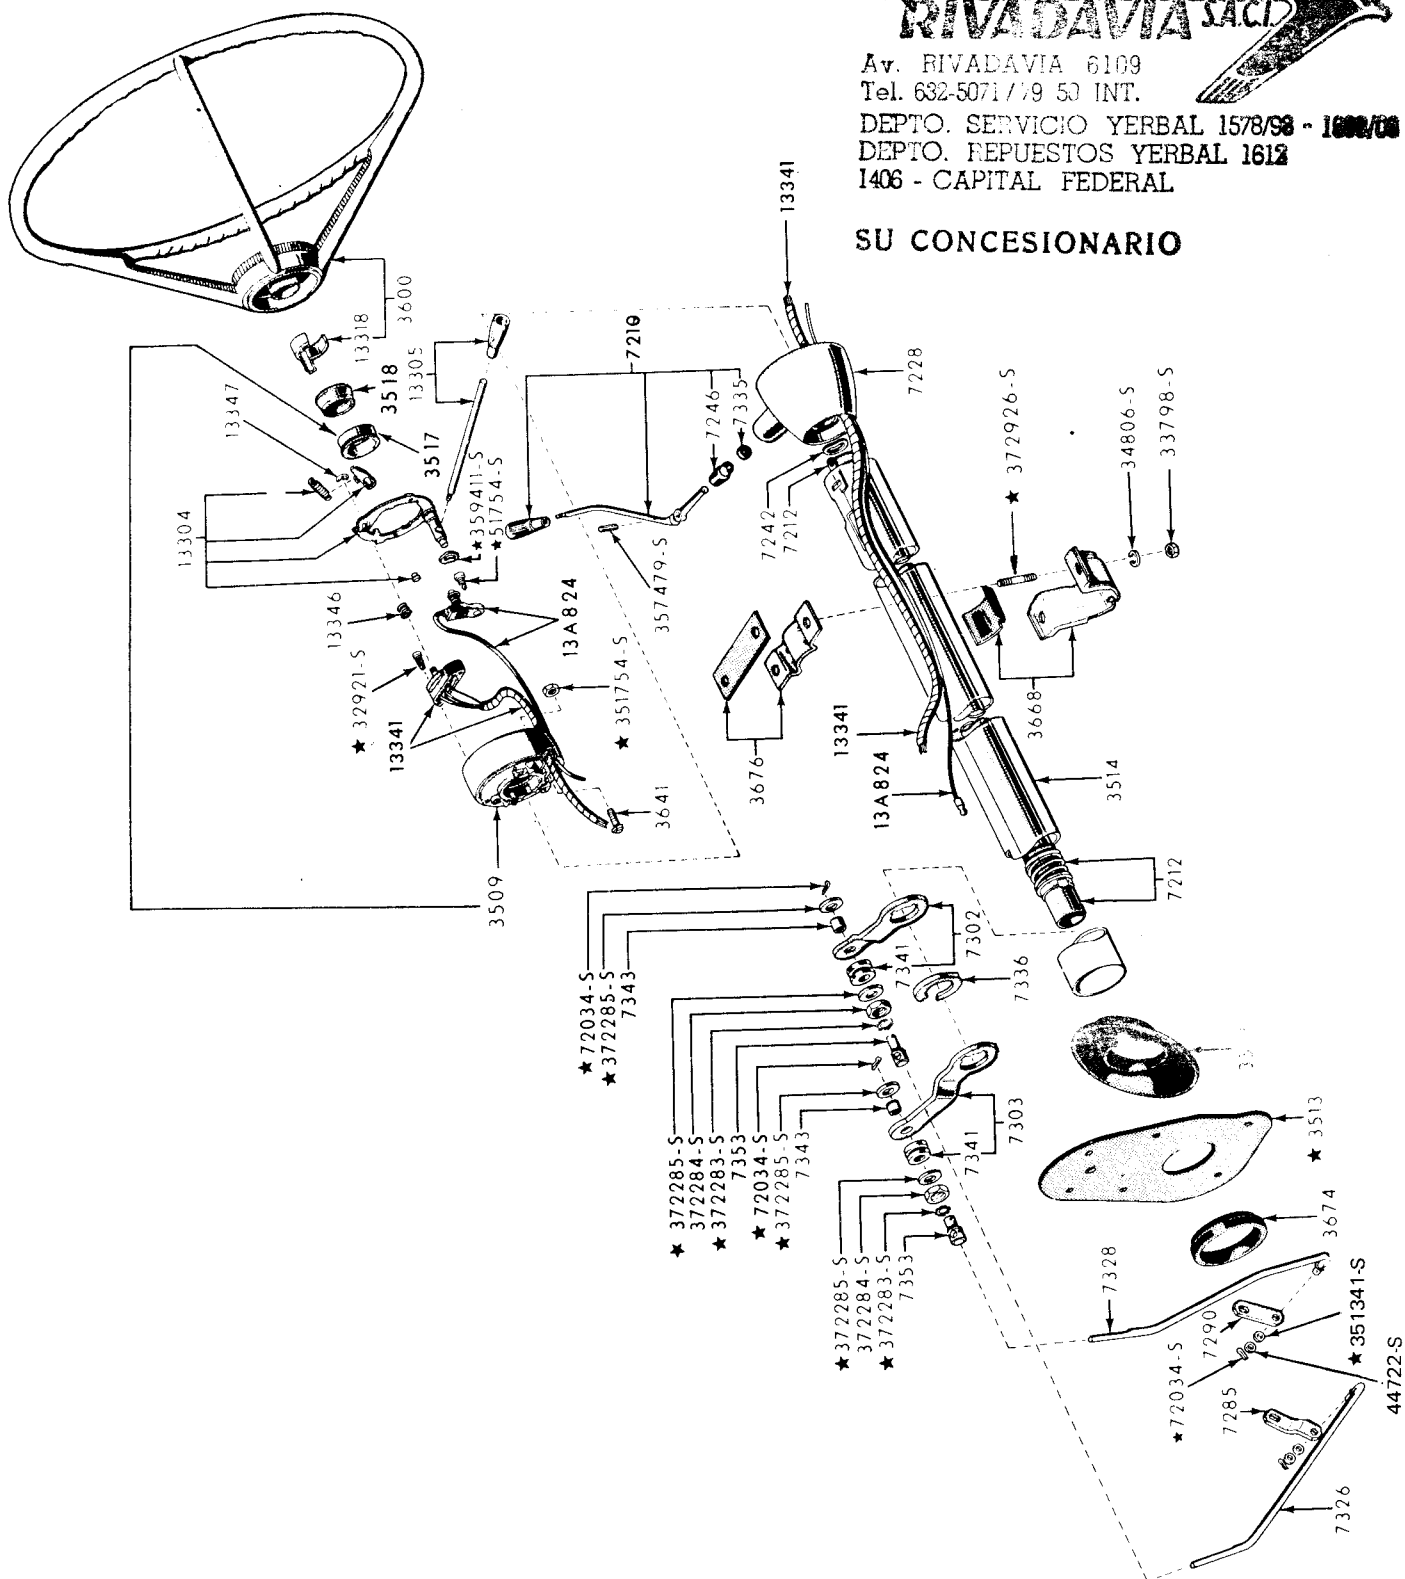 RIVADAVIA S.A.C.I.
Av. RIVADAVIA 6109
Tel. 632-5071/79 50 INT.
DEPTO. SERVICIO YERBAL 1578/98 -
DEPTO. REPUESTOS YERBAL 1612
1406 - CAPITAL FEDERAL
SU CONCESIONARIO
13341
3600
13318
13305
3518
13347
3517
13304
★ 359411-S
★ 51754-S
7210
7246
7335
7228
7242
7212
357479-S
13346
13A824
★ 32921-S
13341
★ 351754-S
3641
3509
★ 372926-S
34806-S
33798-S
3668
3676
13341
13A824
3514
7212
★ 72034-S
★ 372285-S
7343
7302
7341
7336
★ 372285-S
372284-S
★ 372283-S
7353
★ 72034-S
★ 372285-S
7343
7303
7341
★ 372285-S
372284-S
★ 372283-S
7353
★ 3513
3674
7328
7290
★ 351341-S
★ 72034-S
44722-S
7285
7326